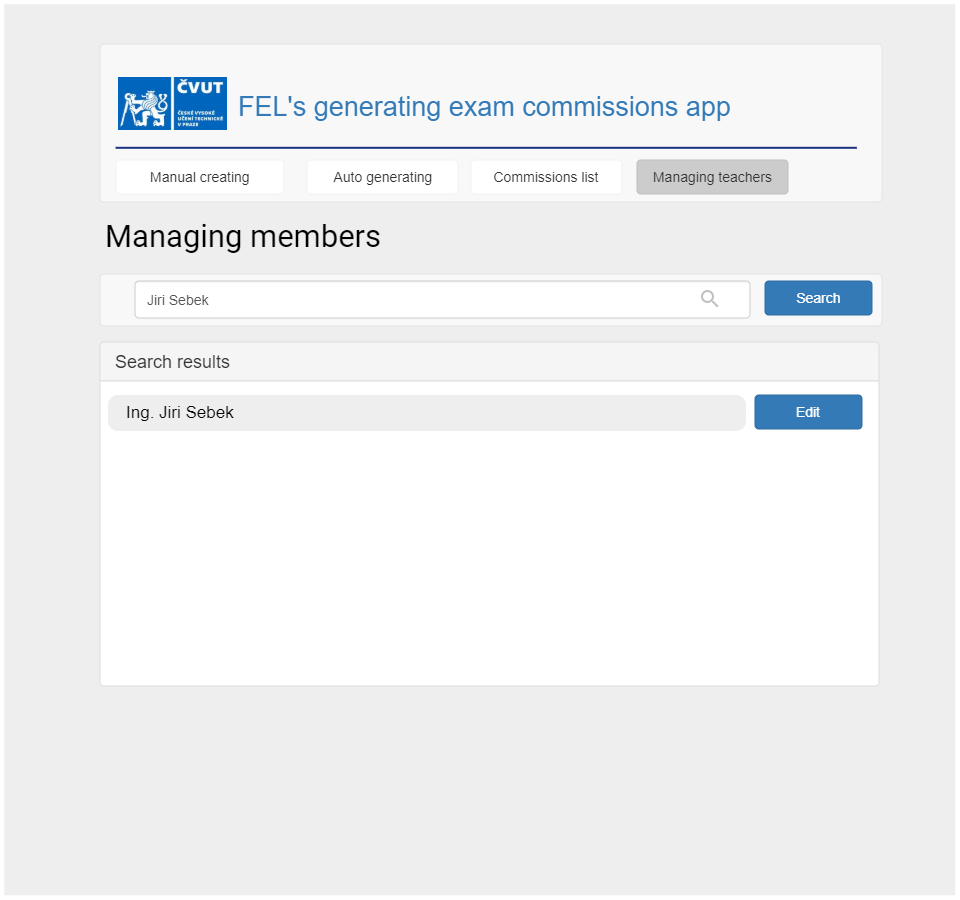 ČVUT
ČESKÉ VYSOKÉ
UČENÍ TECHNICKÉ
V PRAZE
FEL's generating exam commissions app
Manual creating
Auto generating
Commissions list
Managing teachers
Managing members
Jiri Sebek
Search
Search results
Ing. Jiri Sebek
Edit